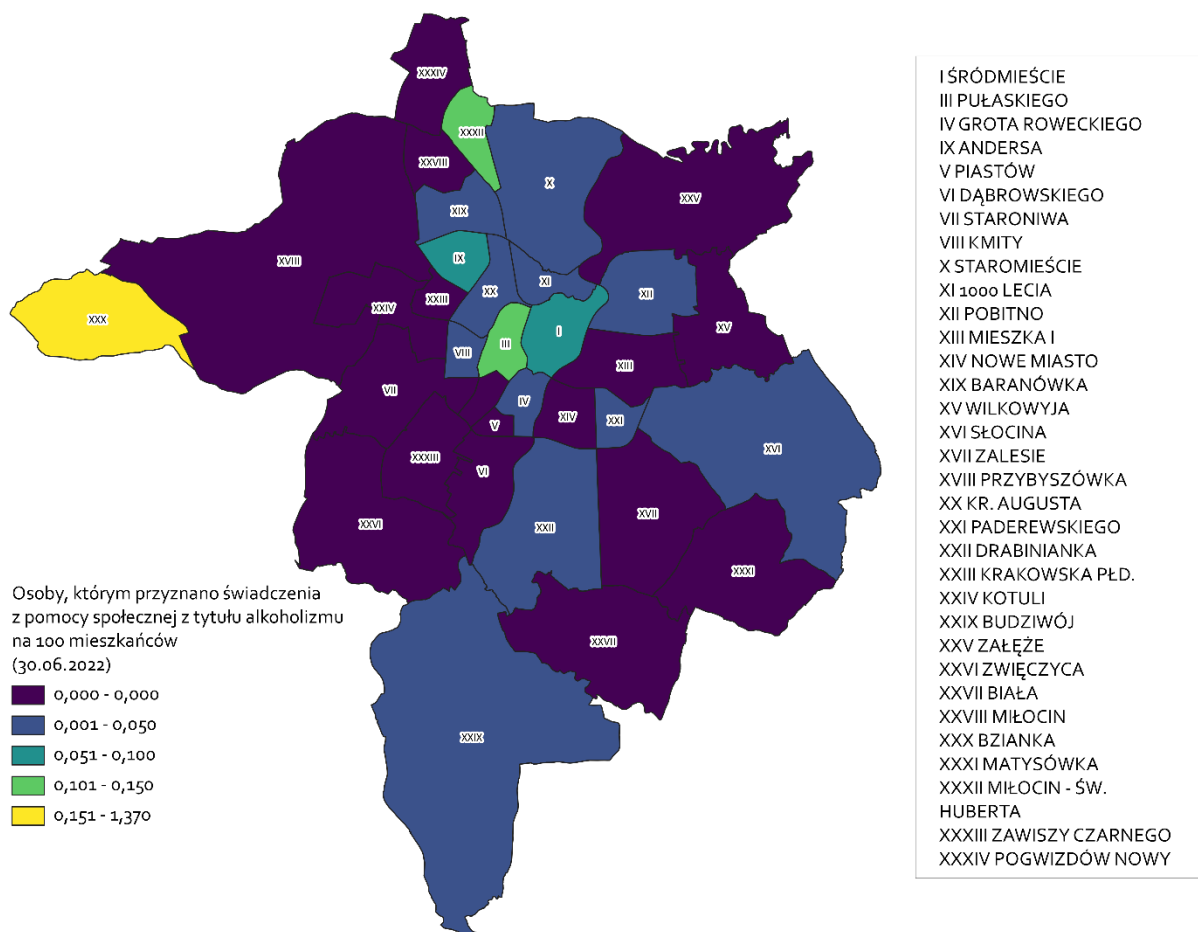 XXXIV
XXXII
XXVIII
X
XXV
XIX
IX
XVIII
XX
XI
XII
XXIII
XXIV
XXX
I
XV
III
VIII
XIII
VII
IV
XIV
XXI
V
XVI
XXXIII
VI
XXII
XVII
XXVI
XXXI
XXVII
XXIX
Osoby, którym przyznano świadczenia
z pomocy społecznej z tytułu alkoholizmu
na 100 mieszkańców
(30.06.2022)
0,000 - 0,000
0,001 - 0,050
0,051 - 0,100
0,101 - 0,150
0,151 - 1,370
I ŚRÓDMIEŚCIE
III PUŁASKIEGO
IV GROTA ROWECKIEGO
IX ANDERSA
V PIASTÓW
VI DĄBROWSKIEGO
VII STARONIWA
VIII KMITY
X STAROMIEŚCIE
XI 1000 LECIA
XII POBITNO
XIII MIESZKA I
XIV NOWE MIASTO
XIX BARANÓWKA
XV WILKOWYJA
XVI SŁOCINA
XVII ZALESIE
XVIII PRZYBYSZÓWKA
XX KR. AUGUSTA
XXI PADEREWSKIEGO
XXII DRABINIANKA
XXIII KRAKOWSKA PŁD.
XXIV KOTULI
XXIX BUDZIWÓJ
XXV ZAŁĘŻE
XXVI ZWIĘCZYCA
XXVII BIAŁA
XXVIII MIŁOCIN
XXX BZIANKA
XXXI MATYSÓWKA
XXXII MIŁOCIN - ŚW.
HUBERTA
XXXIII ZAWISZY CZARNEGO
XXXIV POGWIZDÓW NOWY